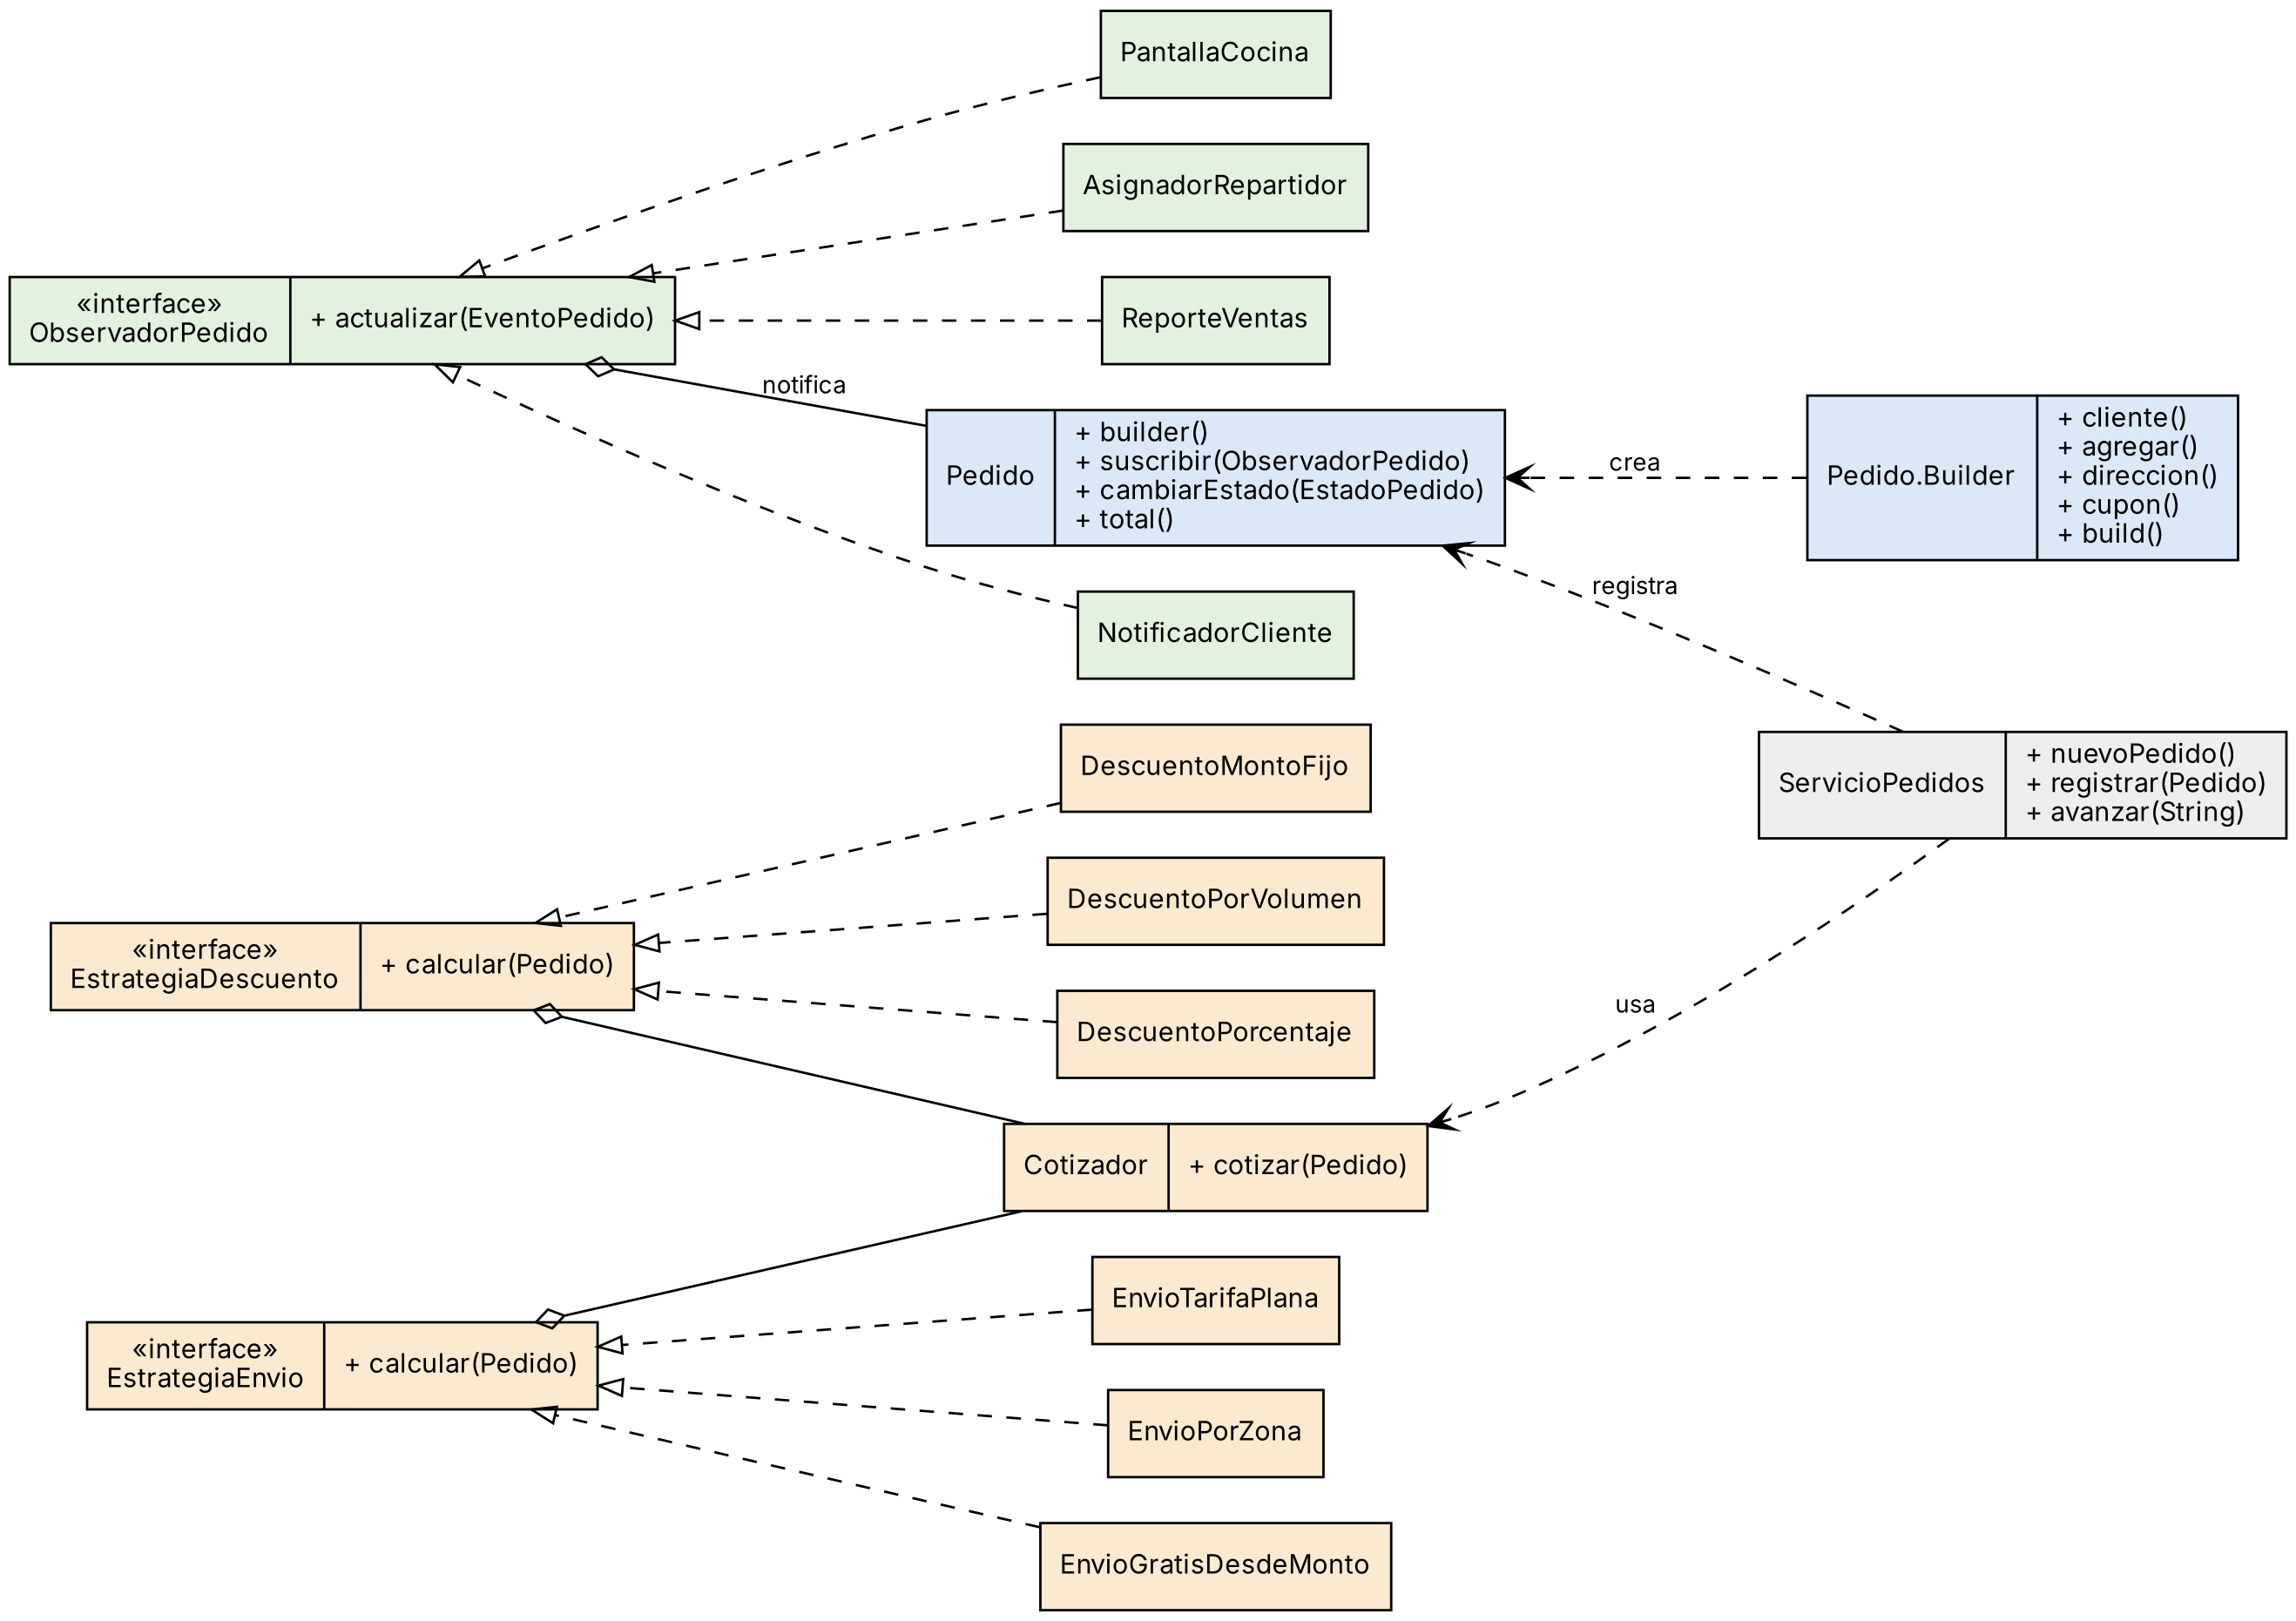 PantallaCocina
AsignadorRepartidor
«interface»
ObservadorPedido
+ actualizar(EventoPedido)
ReporteVentas
notifica
Pedido
+ builder()
+ suscribir(ObservadorPedido)
+ cambiarEstado(EstadoPedido)
+ total()
crea
Pedido.Builder
+ cliente()
+ agregar()
+ direccion()
+ cupon()
+ build()
registra
NotificadorCliente
DescuentoMontoFijo
ServicioPedidos
+ nuevoPedido()
+ registrar(Pedido)
+ avanzar(String)
DescuentoPorVolumen
«interface»
EstrategiaDescuento
+ calcular(Pedido)
DescuentoPorcentaje
usa
Cotizador
+ cotizar(Pedido)
EnvioTarifaPlana
«interface»
EstrategiaEnvio
+ calcular(Pedido)
EnvioPorZona
EnvioGratisDesdeMonto